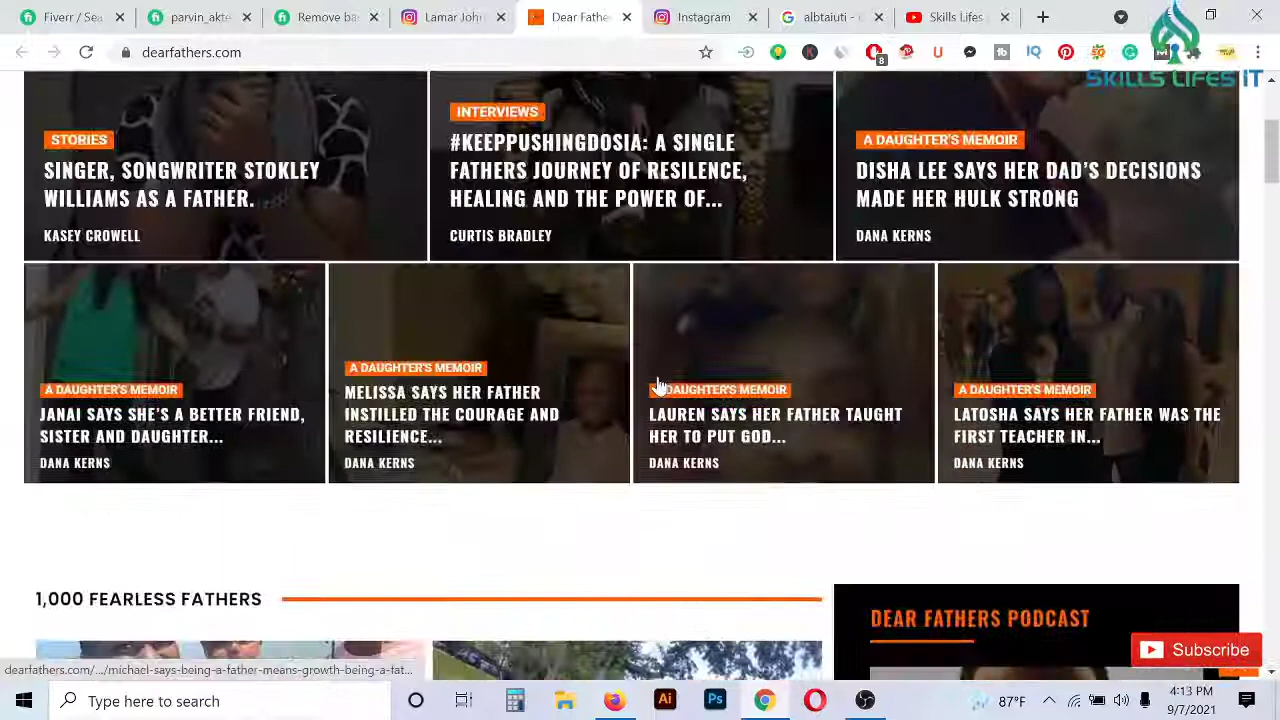 Fiverr
parvin_
Remove
Lamar Joh
Dear Fathe
Instagram
albtaiuti
Skills Lifes
dearfathers.com
8
SKILLS LIFES IT
STORIES
SINGER, SONGWRITER STOKLEY
WILLIAMS AS A FATHER.
KASEY CROWELL
INTERVIEWS
#KEEPPUSHINGDOSIA: A SINGLE
FATHERS JOURNEY OF RESILENCE,
HEALING AND THE POWER OF...
CURTIS BRADLEY
A DAUGHTER'S MEMOIR
DISHA LEE SAYS HER DAD'S DECISIONS
MADE HER HULK STRONG
DANA KERNS
A DAUGHTER'S MEMOIR
JANAI SAYS SHE'S A BETTER FRIEND,
SISTER AND DAUGHTER...
DANA KERNS
A DAUGHTER'S MEMOIR
MELISSA SAYS HER FATHER
INSTILLED THE COURAGE AND
RESILIENCE...
DANA KERNS
DAUGHTER'S MEMOIR
LAUREN SAYS HER FATHER TAUGHT
HER TO PUT GOD...
DANA KERNS
A DAUGHTER'S MEMOIR
LATOSHA SAYS HER FATHER WAS THE
FIRST TEACHER IN...
DANA KERNS
1,000 FEARLESS FATHERS
DEAR FATHERS PODCAST
Subscribe
dearfathers.com/.../michael-says-being-a-father-means-growth-being-a-fat...
Type here to search
Ai
Ps
87°F
4:13 PM
9/7/2021